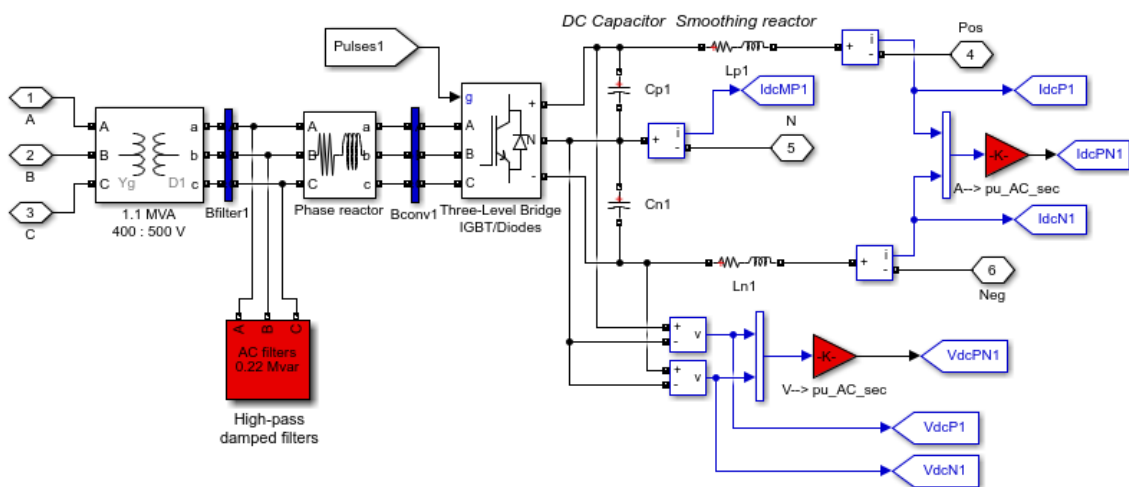 DC Capacitor Smoothing reactor
Pos
4
Pulses1
Lp1
IdcMP1
IdcP1
Cp1
N
5
g
+
A
B
C
N
-
1
A
2
B
3
C
A
B
C
a
b
c
Yg
D1
1.1 MVA
400 : 500 V
Bfilter1
A
B
C
a
b
c
Phase reactor
Bconv1
Three-Level Bridge
IGBT/Diodes
+
i
-
+
i
-
-K-
IdcPN1
A--> pu_AC_sec
Cn1
IdcN1
Ln1
+
i
-
6
Neg
A
B
C
AC filters
0.22 Mvar
High-pass
damped filters
+
-
v
+
-
v
-K-
VdcPN1
V--> pu_AC_sec
VdcP1
VdcN1